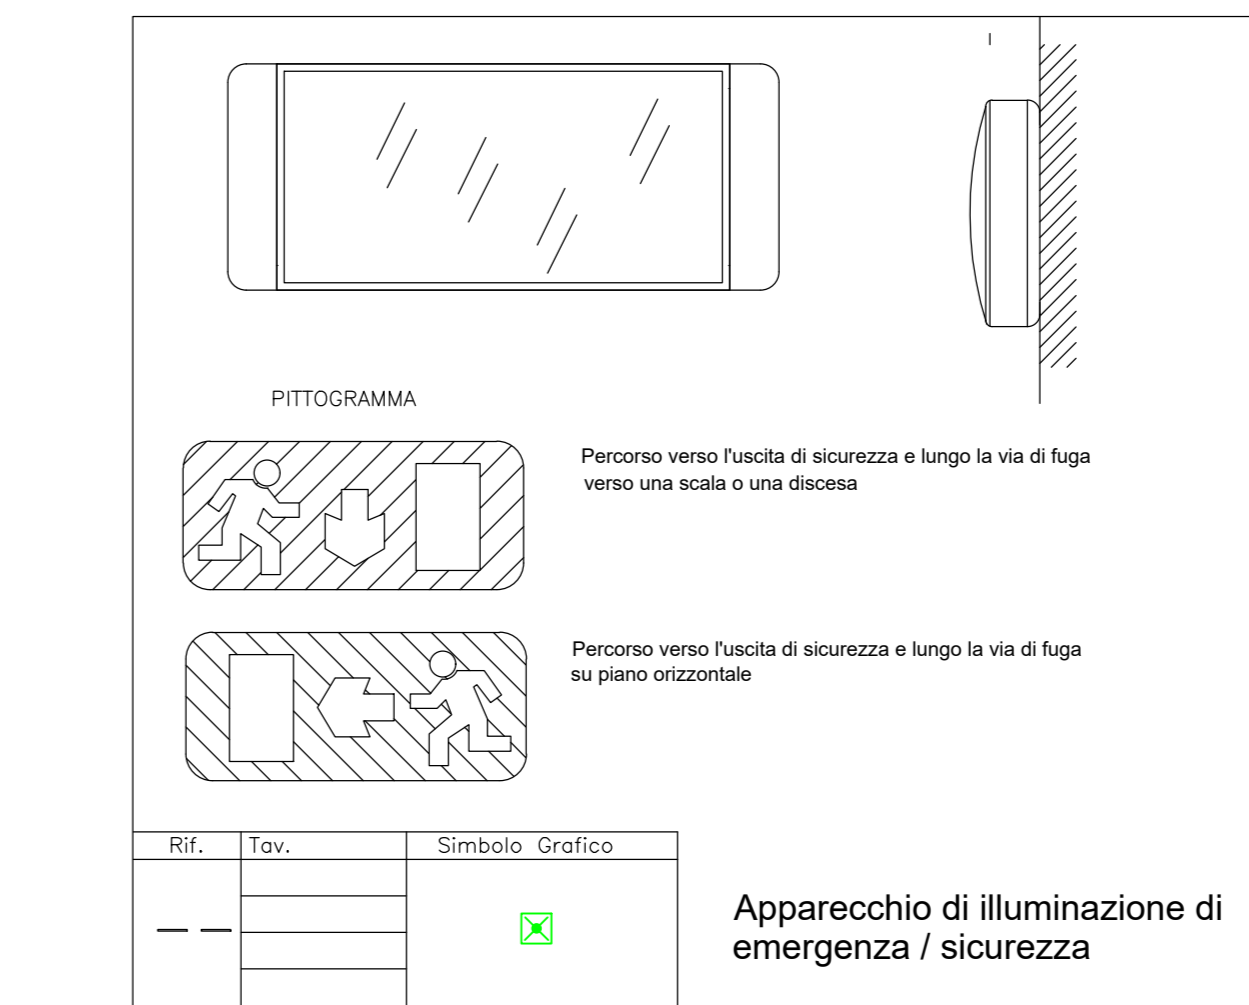 PITTOGRAMMA
Percorso verso l'uscita di sicurezza e lungo la via di fuga
verso una scala o una discesa
Percorso verso l'uscita di sicurezza e lungo la via di fuga
su piano orizzontale
Rif. Tav. Simbolo Grafico
Apparecchio di illuminazione di
emergenza / sicurezza